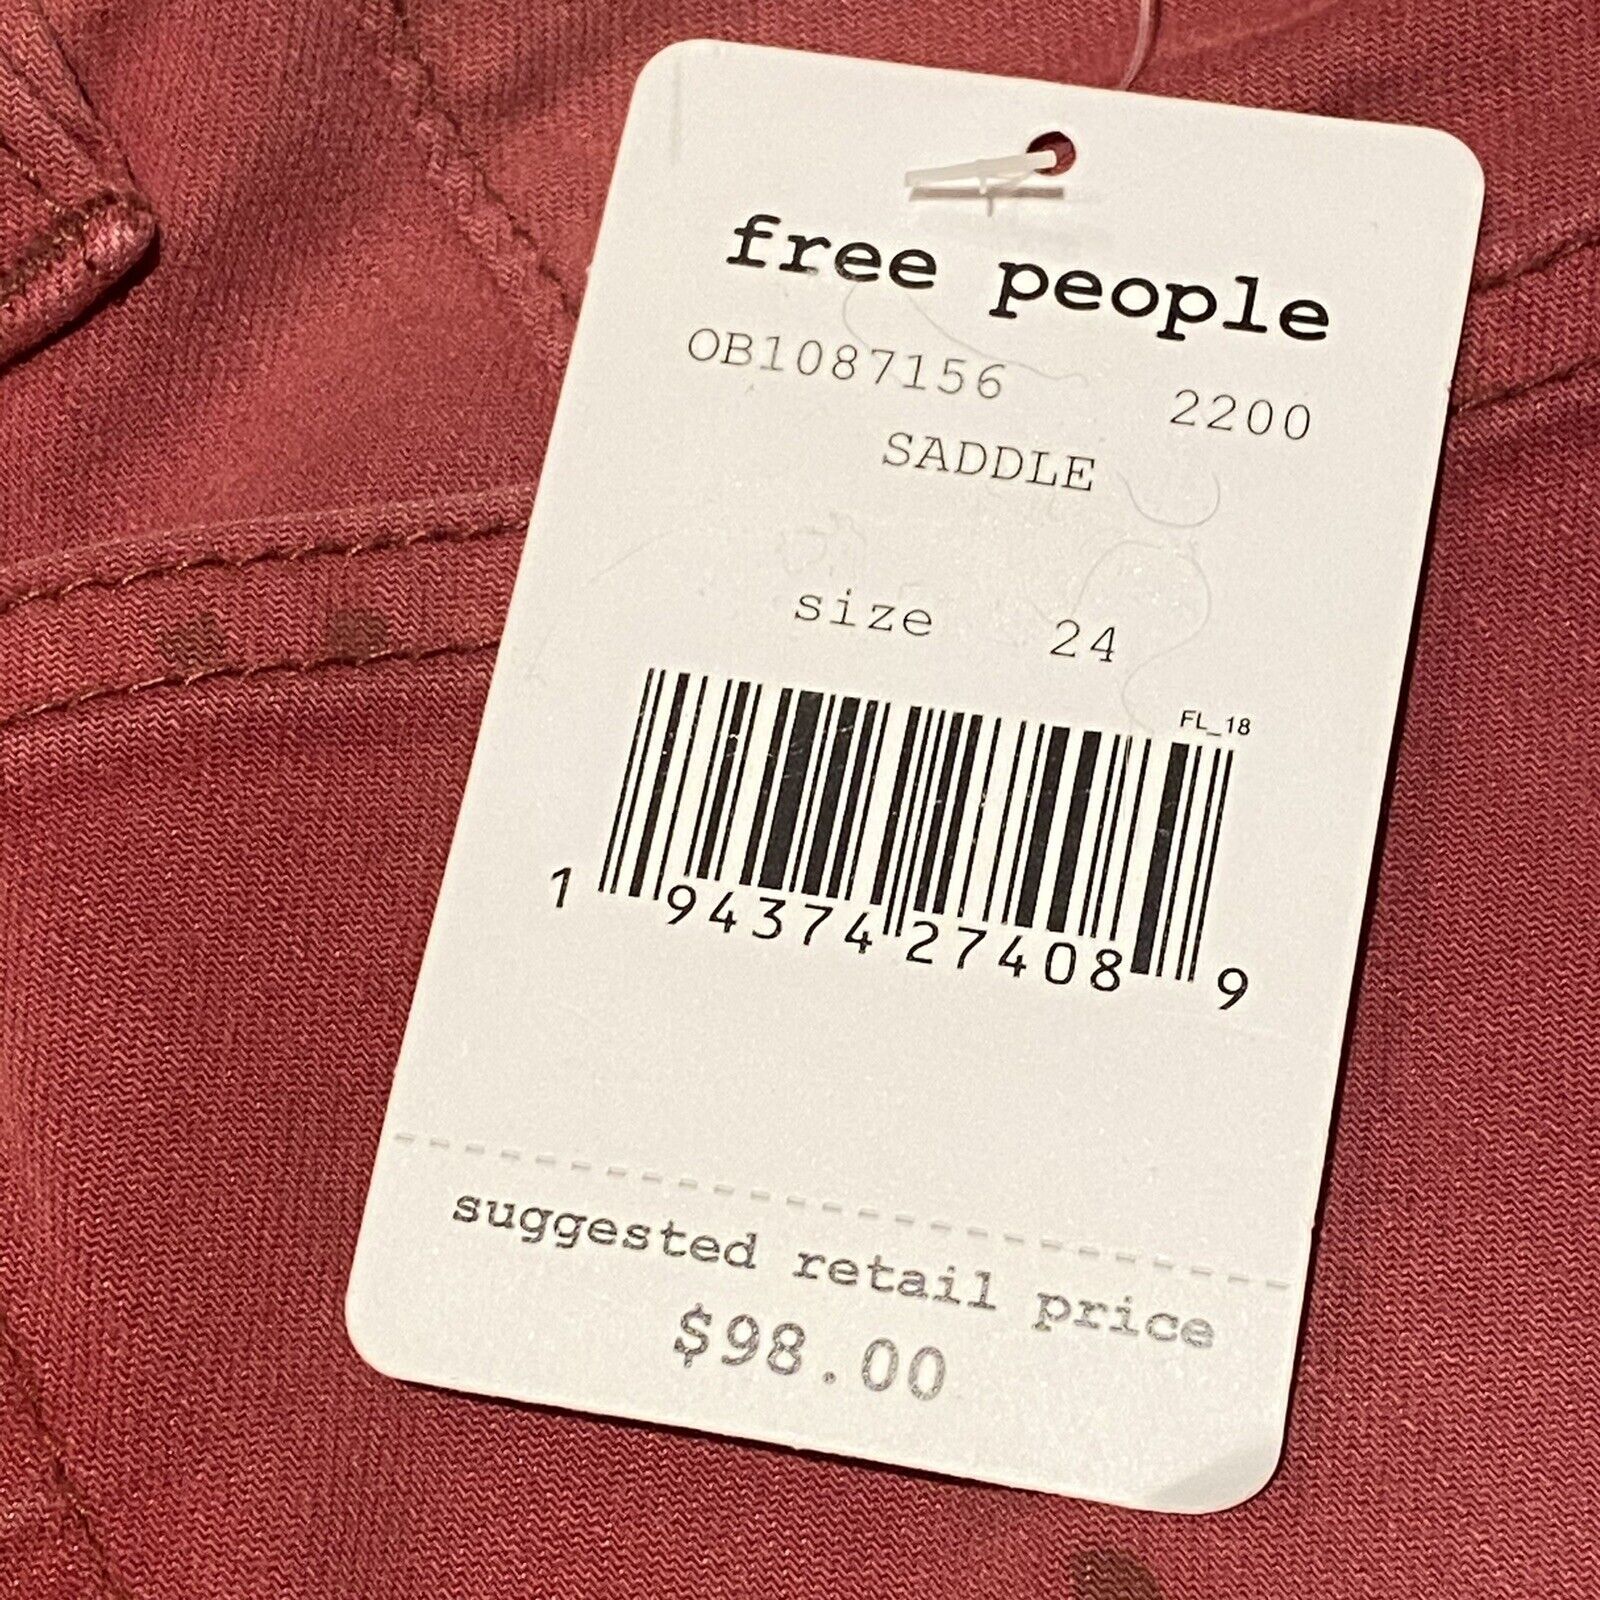 free people
OB1087156 2200
SADDLE
size 24
FL_18
1 94374 27408 9
suggested retail price
$98.00